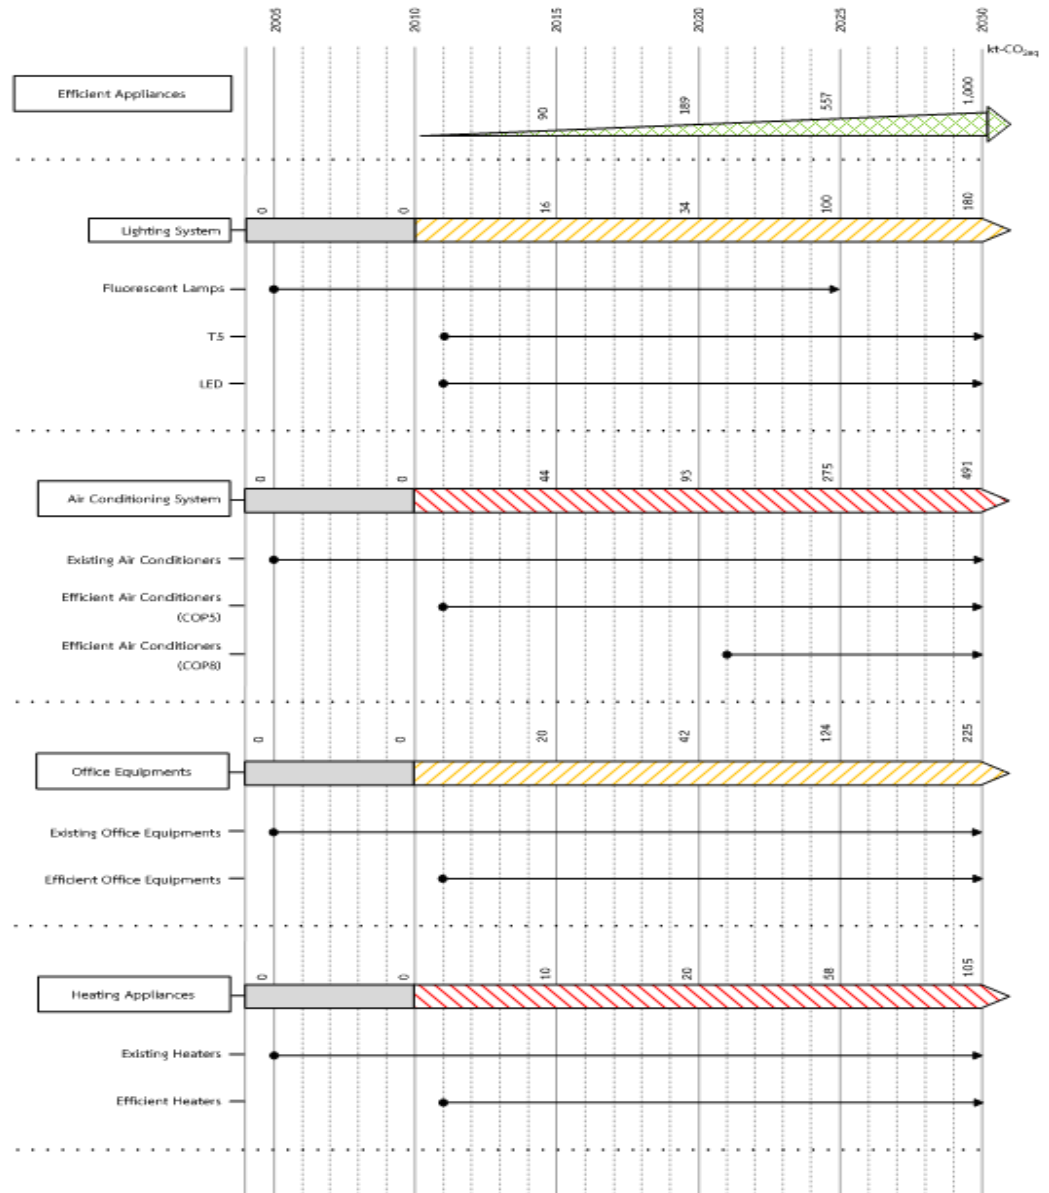 2005 2010 2015 2020 2025 2030
kt-CO2eq
Efficient Appliances 90 189 557 1,000
0 0 16 34 100 180
Lighting System
Fluorescent Lamps
T5
LED
0 0 44 93 275 491
Air Conditioning System
Existing Air Conditioners
Efficient Air Conditioners
(COP5)
Efficient Air Conditioners
(COP8)
0 0 20 42 124 225
Office Equipments
Existing Office Equipments
Efficient Office Equipments
0 0 10 20 58 105
Heating Appliances
Existing Heaters
Efficient Heaters